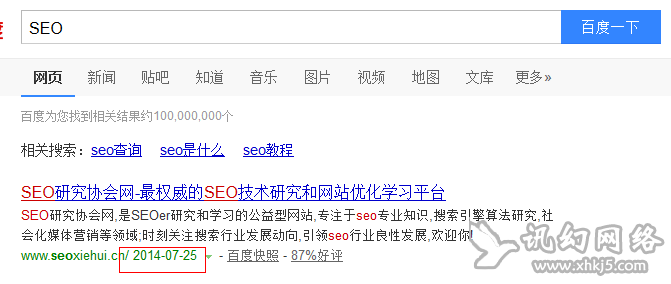 SEO 百度一下
网页 新闻 贴吧 知道 音乐 图片 视频 地图 文库 更多»
百度为您找到相关结果约100,000,000个
相关搜索: seo查询 seo是什么 seo教程
SEO研究协会网-最权威的SEO技术研究和网站优化学习平台
SEO研究协会网,是SEOer研究和学习的公益型网站,专注于seo专业知识,搜索引擎算法研究,社
会化媒体营销等领域;时刻关注搜索行业发展动向,引领seo行业良性发展,欢迎你!
www.seoxiehui.cn/ 2014-07-25 - 百度快照 - 87%好评
讯幻网络
www.xhkj5.com